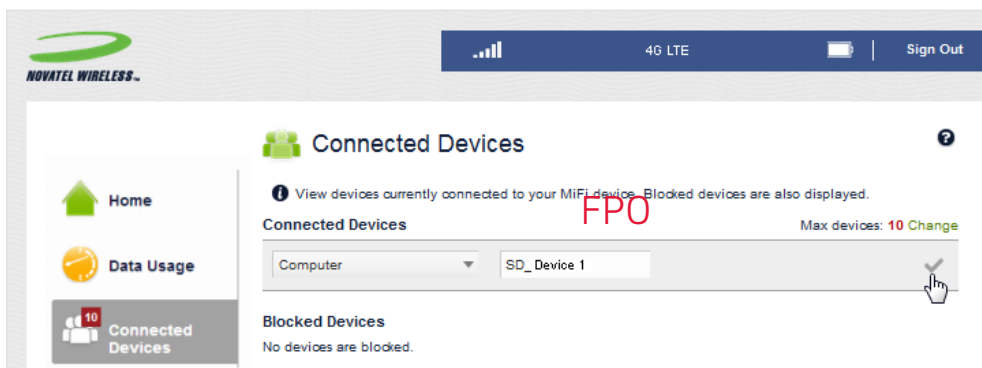 4G LTE Sign Out
NOVATEL WIRELESS™
Connected Devices
Home
View devices currently connected to your MiFi device. Blocked devices are also displayed.
FPO
Connected Devices Max devices: 10 Change
Data Usage
Computer SD_ Device 1
10
Connected
Devices
Blocked Devices
No devices are blocked.